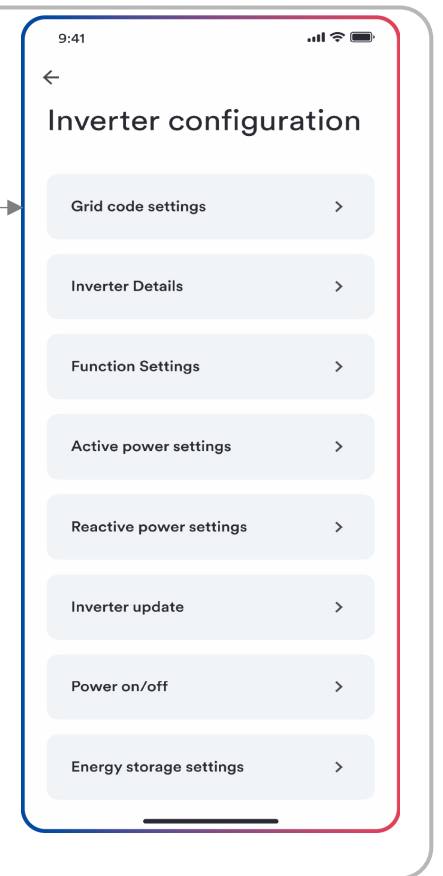 9:41
Inverter configuration
Grid code settings
Inverter Details
Function Settings
Active power settings
Reactive power settings
Inverter update
Power on/off
Energy storage settings